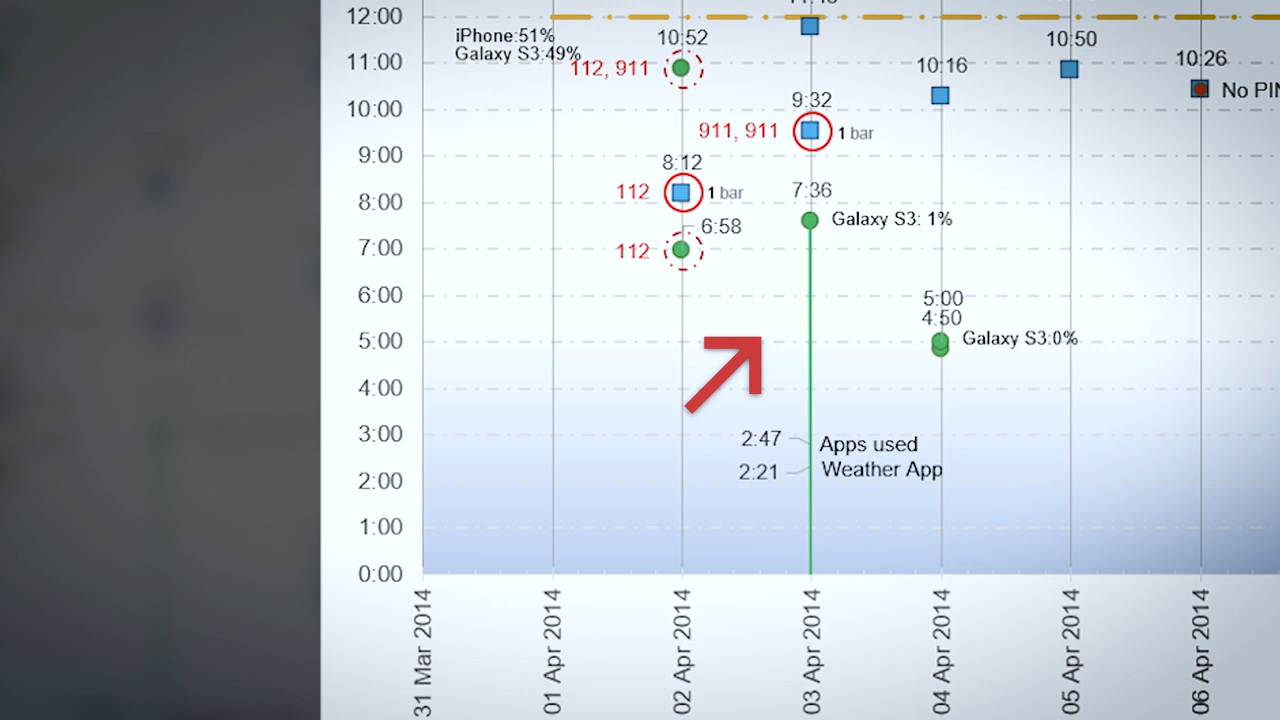 12:00
iPhone:51%
Galaxy S3:49%
10:52
10:50
11:00
112, 911
10:16
10:26
10:00
9:32
No PIN
9:00
911, 911
1 bar
8:12
8:00
112
1 bar
7:36
6:58
Galaxy S3: 1%
7:00
112
6:00
5:00
4:50
5:00
Galaxy S3:0%
4:00
3:00
2:47
Apps used
2:00
2:21
Weather App
1:00
0:00
31 Mar 2014
01 Apr 2014
02 Apr 2014
03 Apr 2014
04 Apr 2014
05 Apr 2014
06 Apr 2014